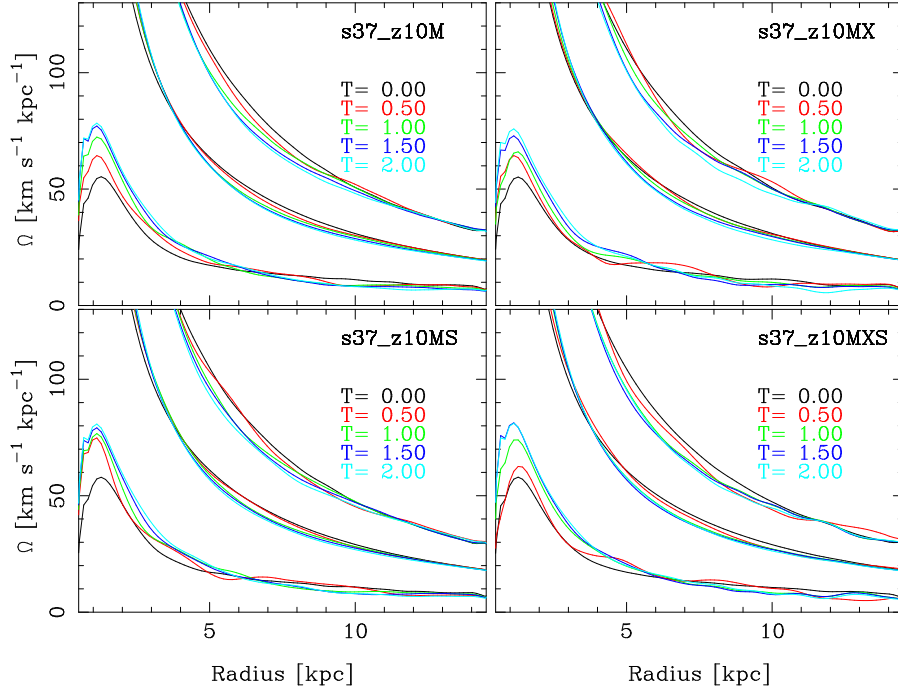 s37_z10M
T= 0.00
T= 0.50
T= 1.00
T= 1.50
T= 2.00
Ω [km s⁻¹ kpc⁻¹]
0
50
100
s37_z10MX
T= 0.00
T= 0.50
T= 1.00
T= 1.50
T= 2.00
s37_z10MS
T= 0.00
T= 0.50
T= 1.00
T= 1.50
T= 2.00
Ω [km s⁻¹ kpc⁻¹]
0
50
100
5
10
Radius [kpc]
s37_z10MXS
T= 0.00
T= 0.50
T= 1.00
T= 1.50
T= 2.00
5
10
Radius [kpc]